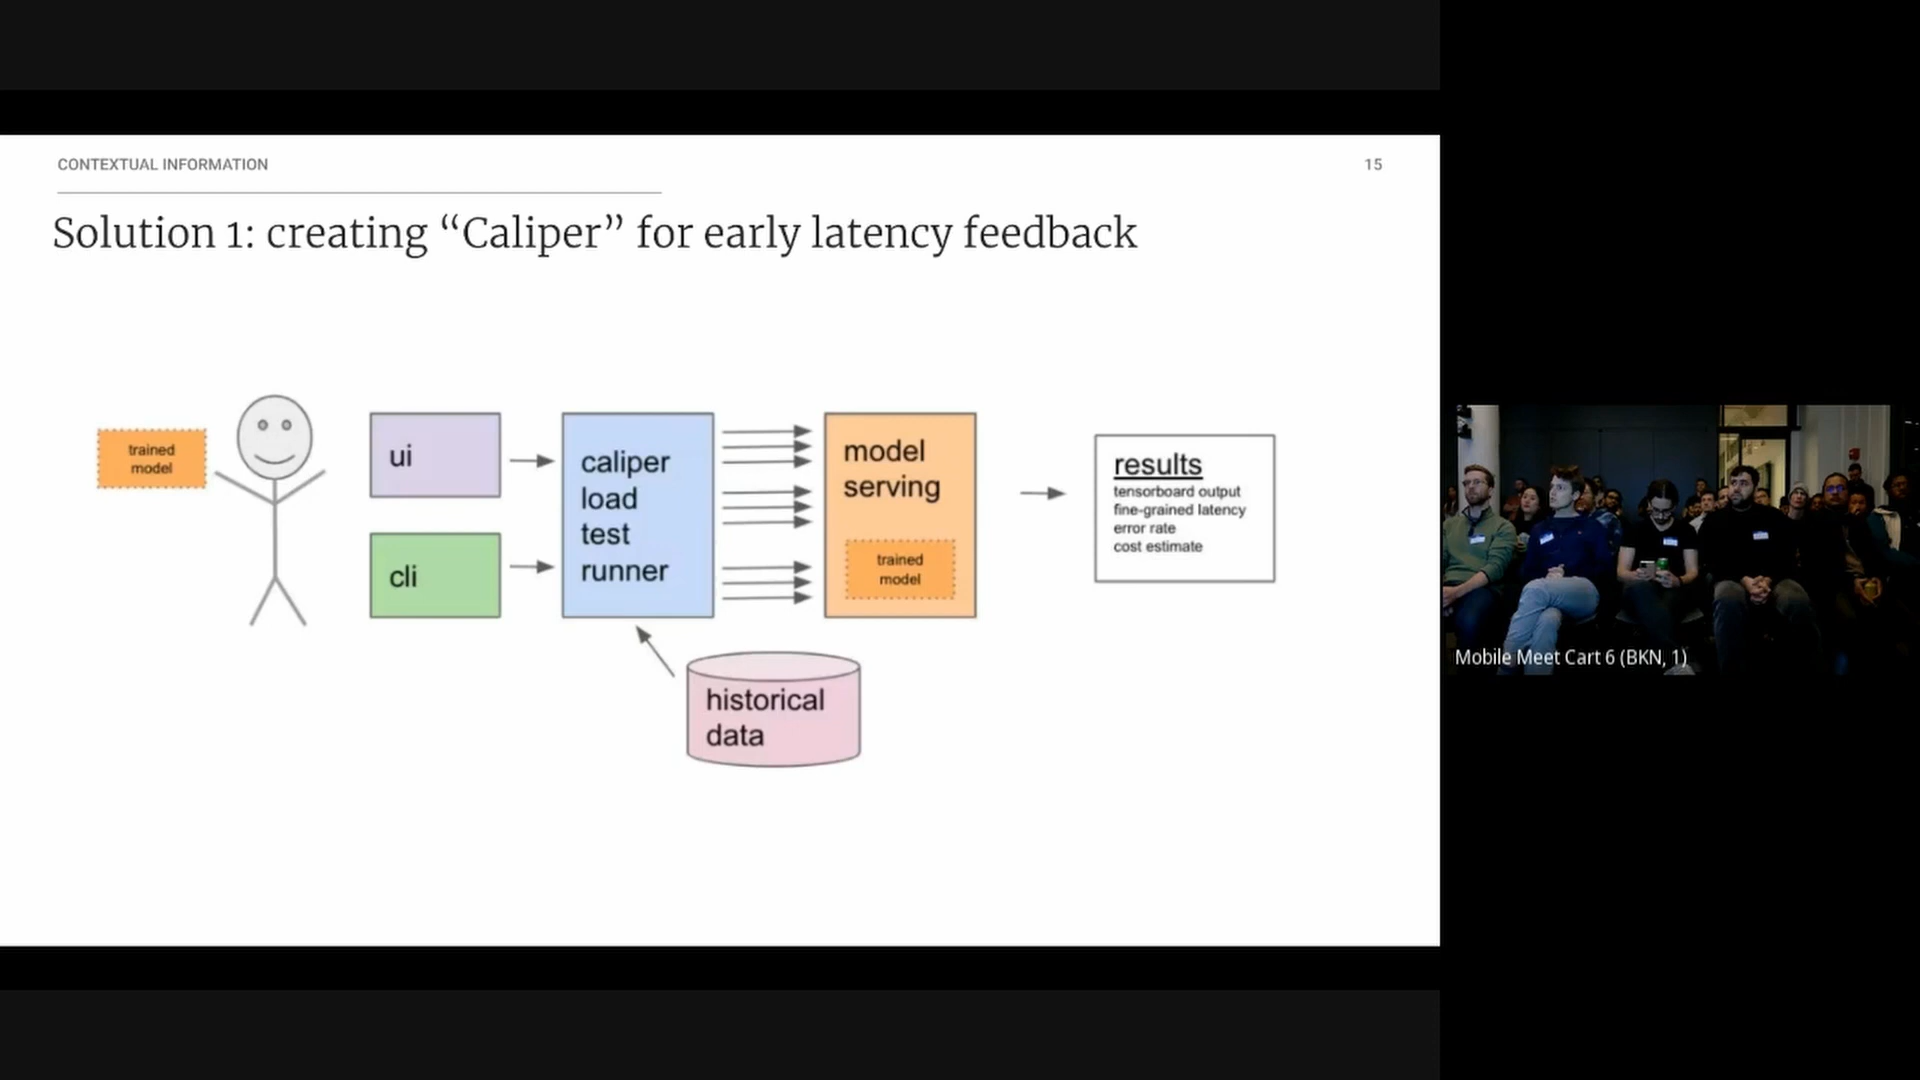 CONTEXTUAL INFORMATION
15
Solution 1: creating “Caliper” for early latency feedback
trained
model
ui
cli
caliper
load
test
runner
model
serving
trained
model
historical
data
results
tensorboard output
fine-grained latency
error rate
cost estimate
Mobile Meet Cart 6 (BKN, 1)